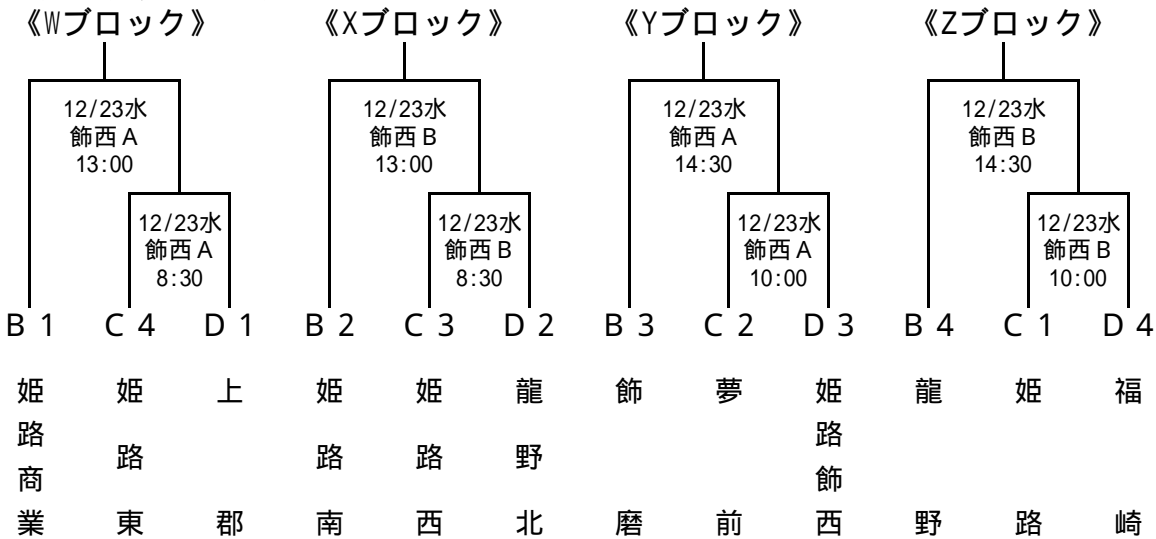 《Wブロック》 《Xブロック》 《Yブロック》 《Zブロック》
12/23水 12/23水 12/23水 12/23水
飾西A 飾西B 飾西A 飾西B
13:00 13:00 14:30 14:30
12/23水 12/23水 12/23水 12/23水
飾西A 飾西B 飾西A 飾西B
8:30 8:30 10:00 10:00
B1 C4 D1 B2 C3 D2 B3 C2 D3 B4 C1 D4
姫路商業 姫路東 上郡 姫路南 姫路西 龍野北 飾磨 夢前 姫路飾西 龍野 姫路 福崎